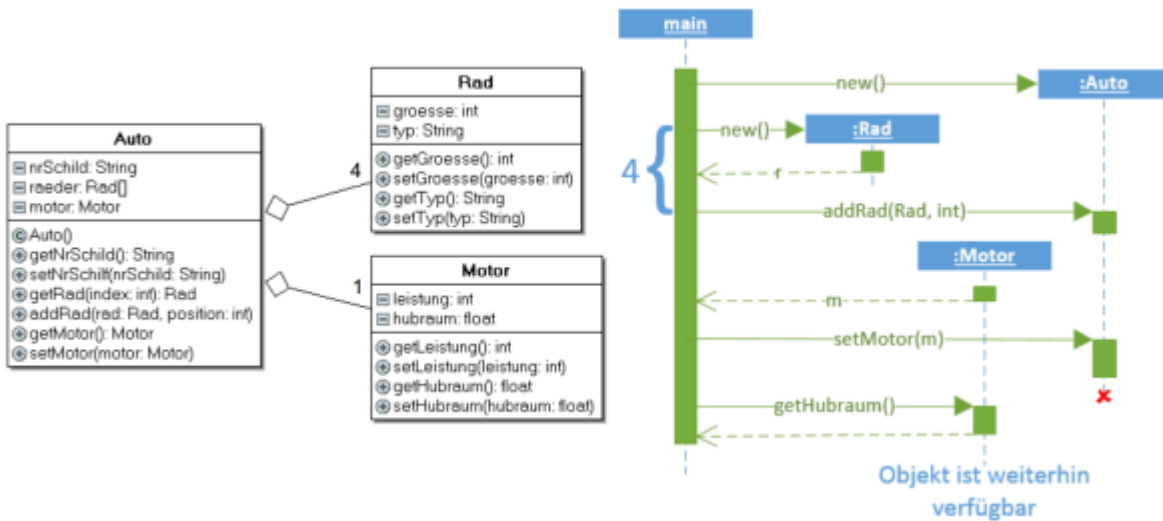 Auto
nrSchild: String
raeder: Rad[]
motor: Motor
Auto()
getNrSchild(): String
setNrSchilt(nrSchild: String)
getRad(index: int): Rad
addRad(rad: Rad, position: int)
getMotor(): Motor
setMotor(motor: Motor)
4
1
Rad
groesse: int
typ: String
getGroesse(): int
setGroesse(groesse: int)
getTyp(): String
setTyp(typ: String)
Motor
leistung: int
hubraum: float
getLeistung(): int
setLeistung(leistung: int)
getHubraum(): float
setHubraum(hubraum: float)
main
new()
:Auto
new()
:Rad
4
r
addRad(Rad, int)
:Motor
m
setMotor(m)
getHubraum()
Objekt ist weiterhin
verfügbar